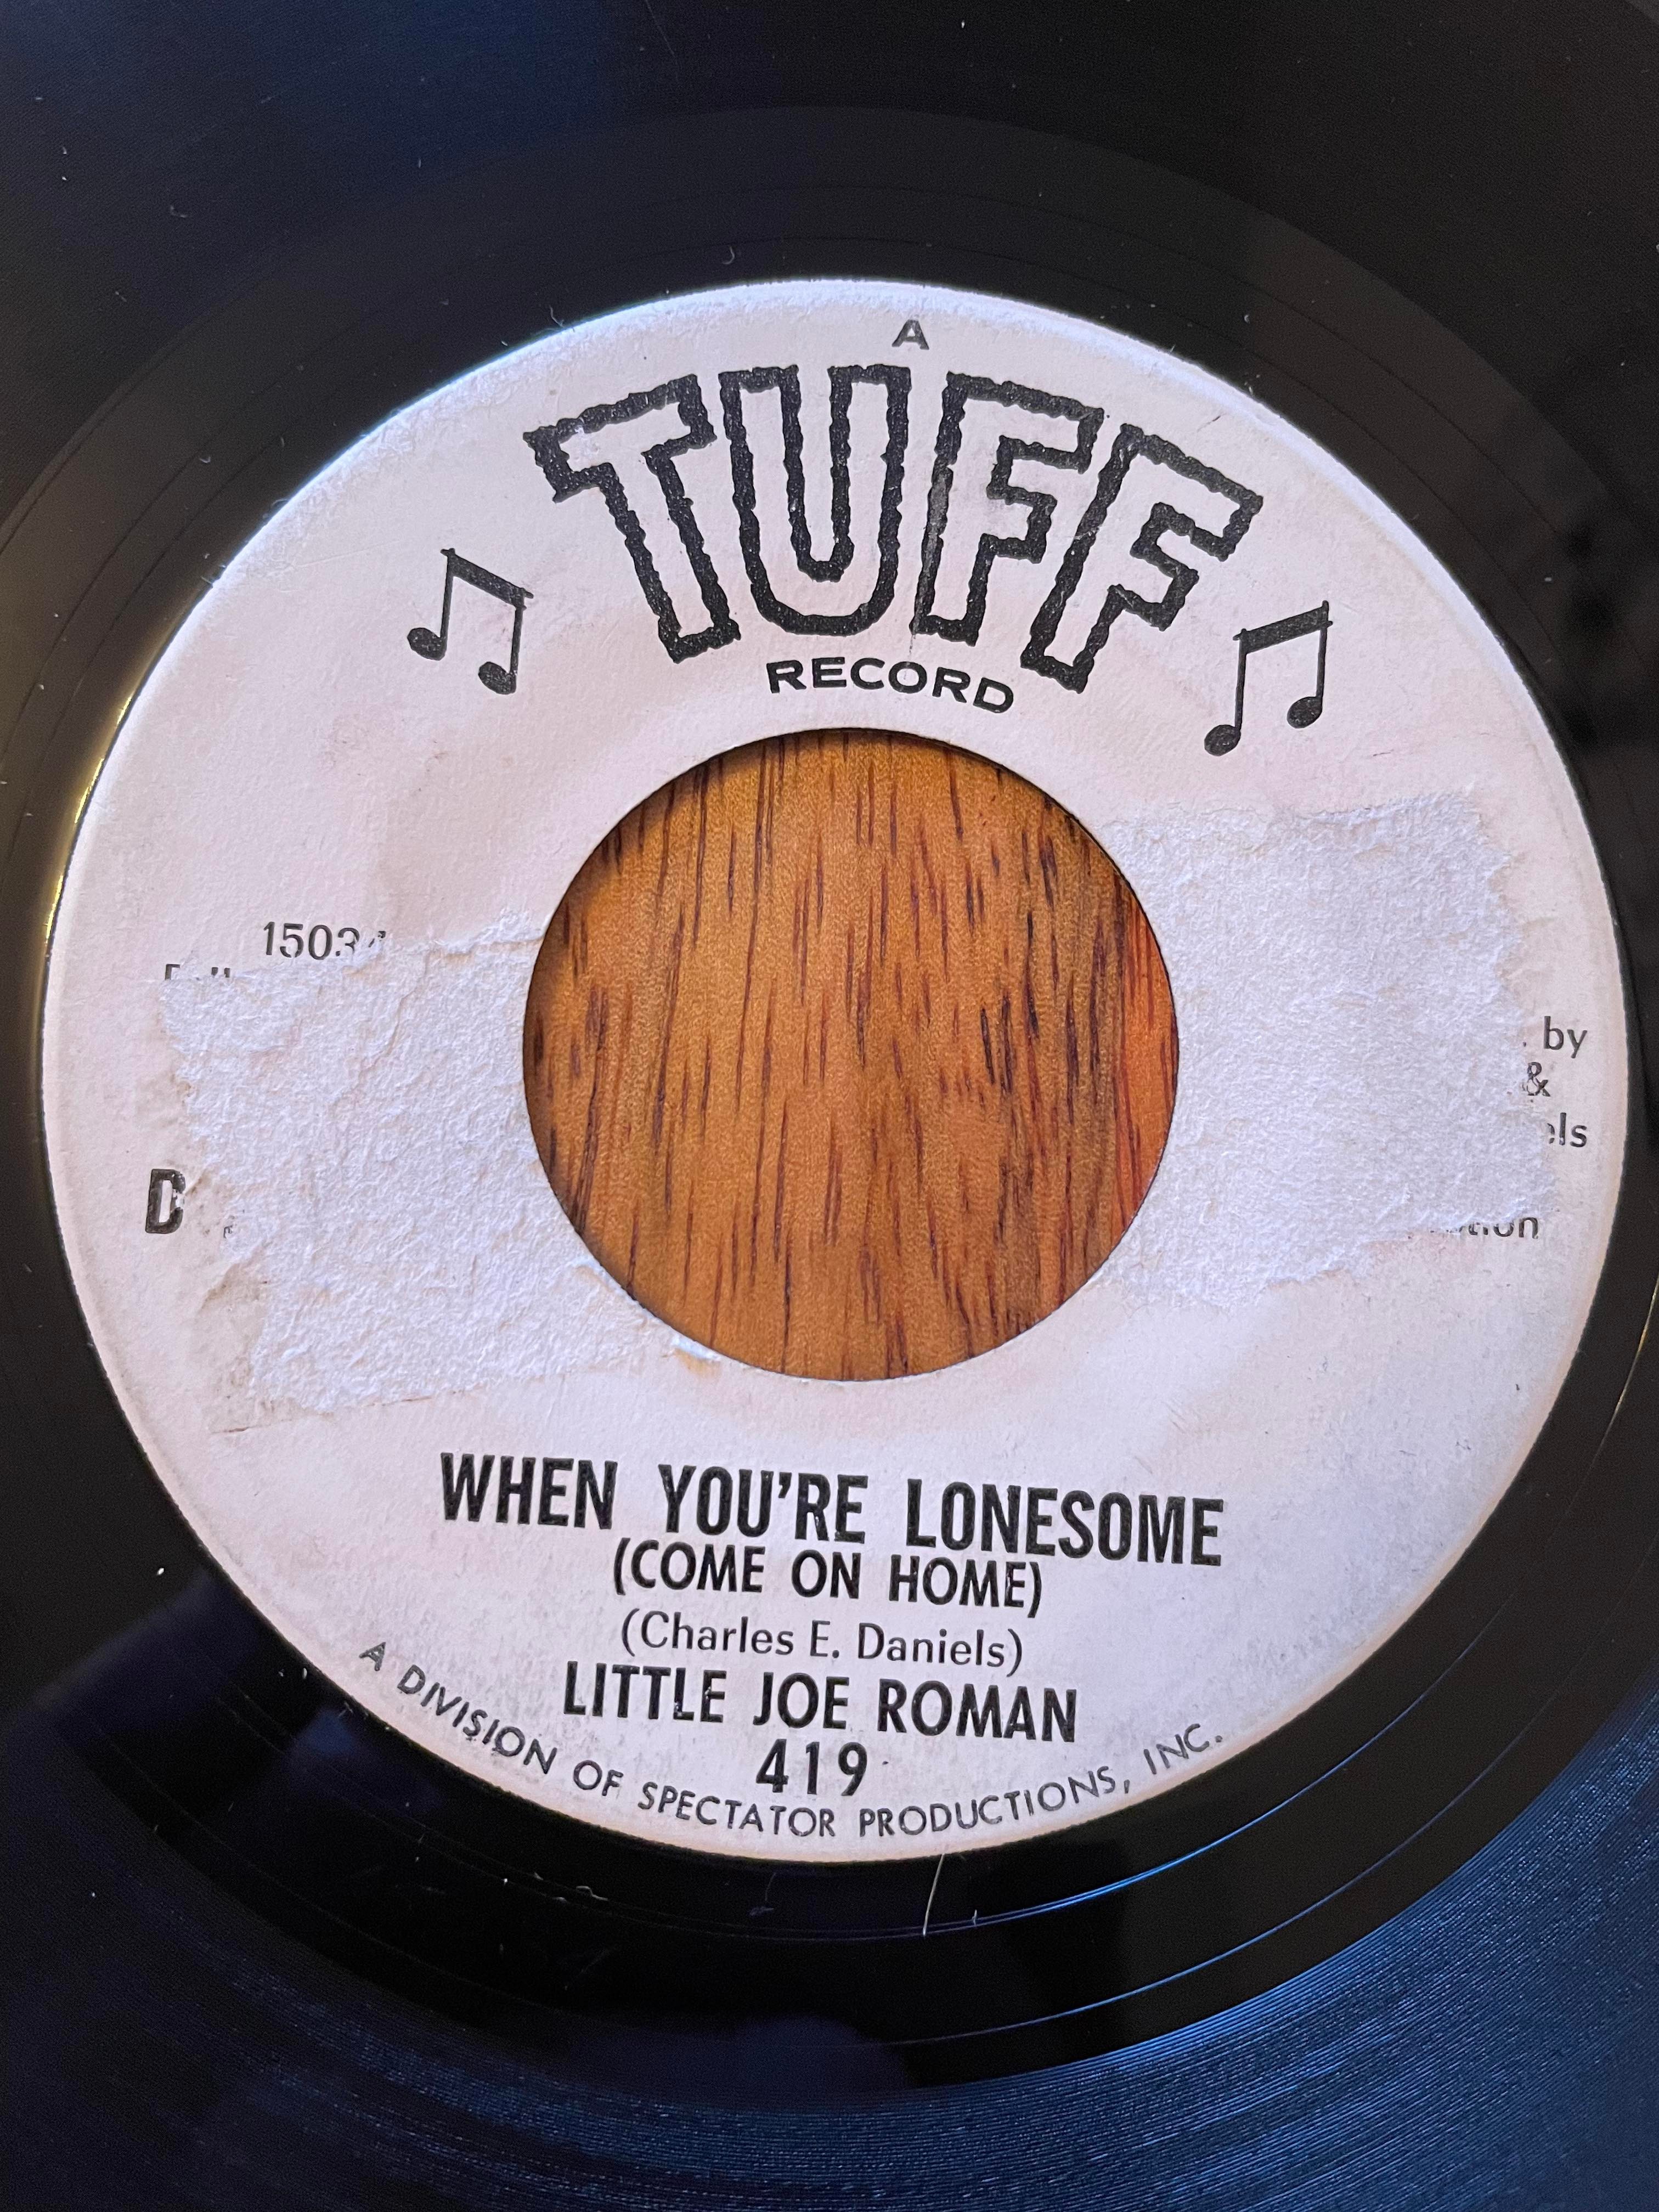 A
TUFF
RECORD
by
&
WHEN YOU'RE LONESOME
(COME ON HOME)
(Charles E. Daniels)
LITTLE JOE ROMAN
419
A DIVISION OF SPECTATOR PRODUCTIONS, INC.